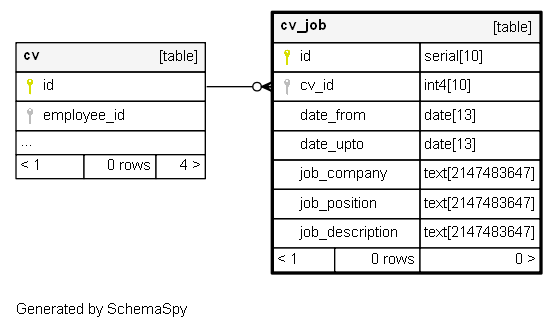 cv [table]
id
employee_id
...
< 1 0 rows 4 >
cv_job [table]
id serial[10]
cv_id int4[10]
date_from date[13]
date_upto date[13]
job_company text[2147483647]
job_position text[2147483647]
job_description text[2147483647]
< 1 0 rows 0 >
Generated by SchemaSpy